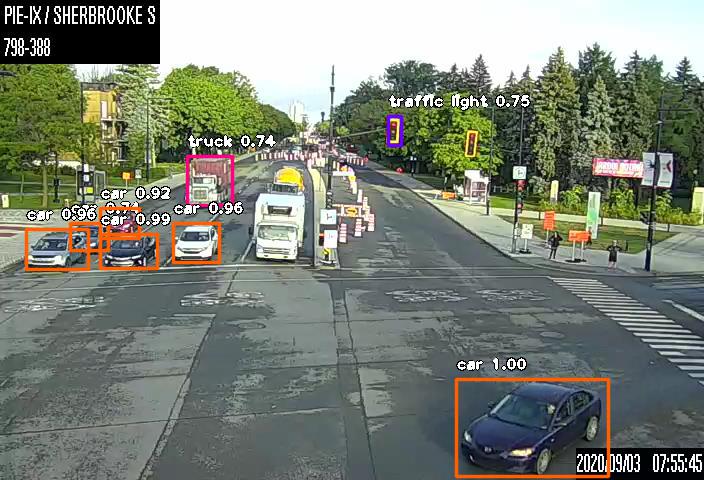 PIE-IX / SHERBROOKE S
798-388
traffic light 0.75
truck 0.74
car 0.92
car 0.96
car 0.99
car 0.96
car 1.00
2020/09/03 07:55:45